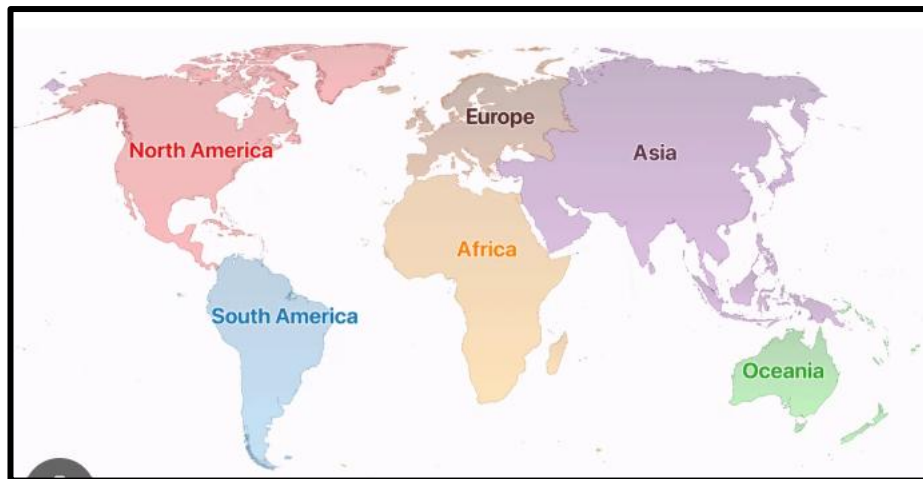 Europe
North America
Asia
Africa
South America
Oceania